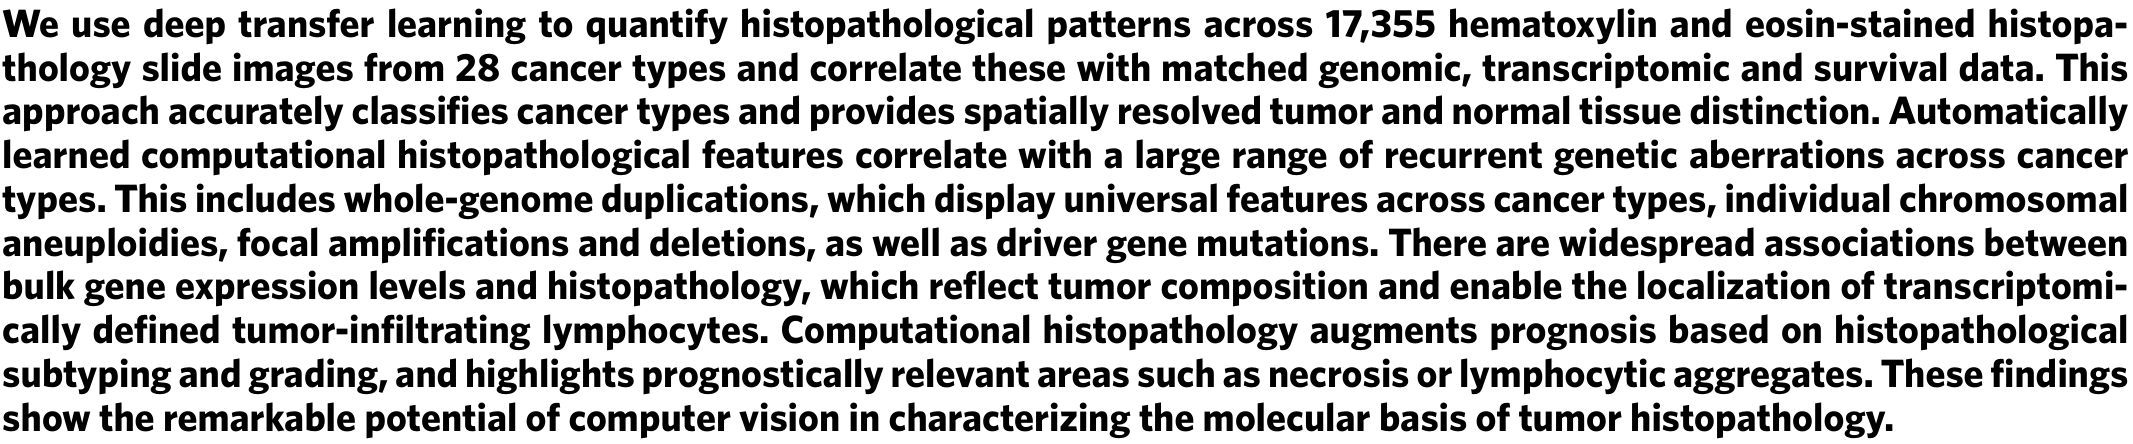 We use deep transfer learning to quantify histopathological patterns across 17,355 hematoxylin and eosin-stained histopa-
thology slide images from 28 cancer types and correlate these with matched genomic, transcriptomic and survival data. This
approach accurately classifies cancer types and provides spatially resolved tumor and normal tissue distinction. Automatically
learned computational histopathological features correlate with a large range of recurrent genetic aberrations across cancer
types. This includes whole-genome duplications, which display universal features across cancer types, individual chromosomal
aneuploidies, focal amplifications and deletions, as well as driver gene mutations. There are widespread associations between
bulk gene expression levels and histopathology, which reflect tumor composition and enable the localization of transcriptomi-
cally defined tumor-infiltrating lymphocytes. Computational histopathology augments prognosis based on histopathological
subtyping and grading, and highlights prognostically relevant areas such as necrosis or lymphocytic aggregates. These findings
show the remarkable potential of computer vision in characterizing the molecular basis of tumor histopathology.